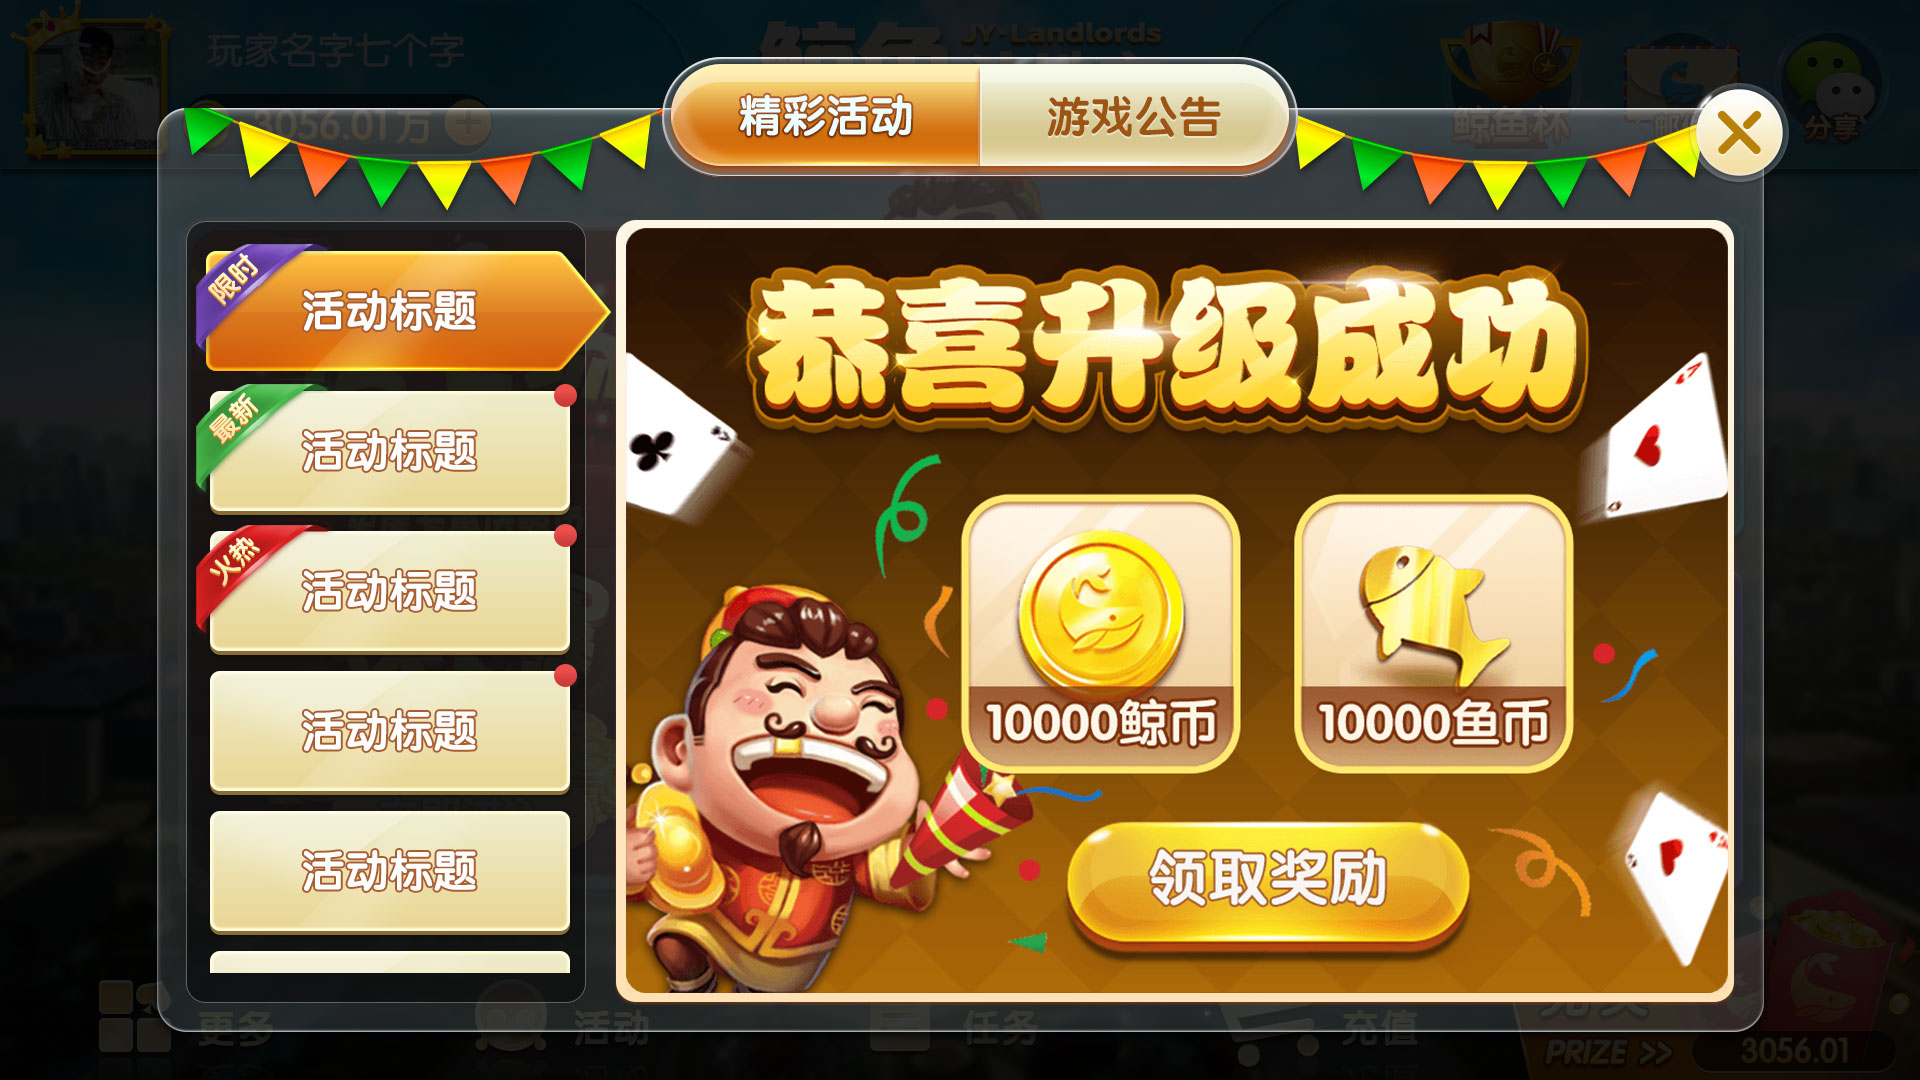 玩家名字七个字
JY·Landlords
3056.01万
精彩活动
游戏公告
鲸鱼杯
分享
限时
活动标题
最新
活动标题
火热
活动标题
活动标题
活动标题
恭喜升级成功
10000鲸币
10000鱼币
领取奖励
更多
活动
任务
充值
PRIZE >>
3056.01